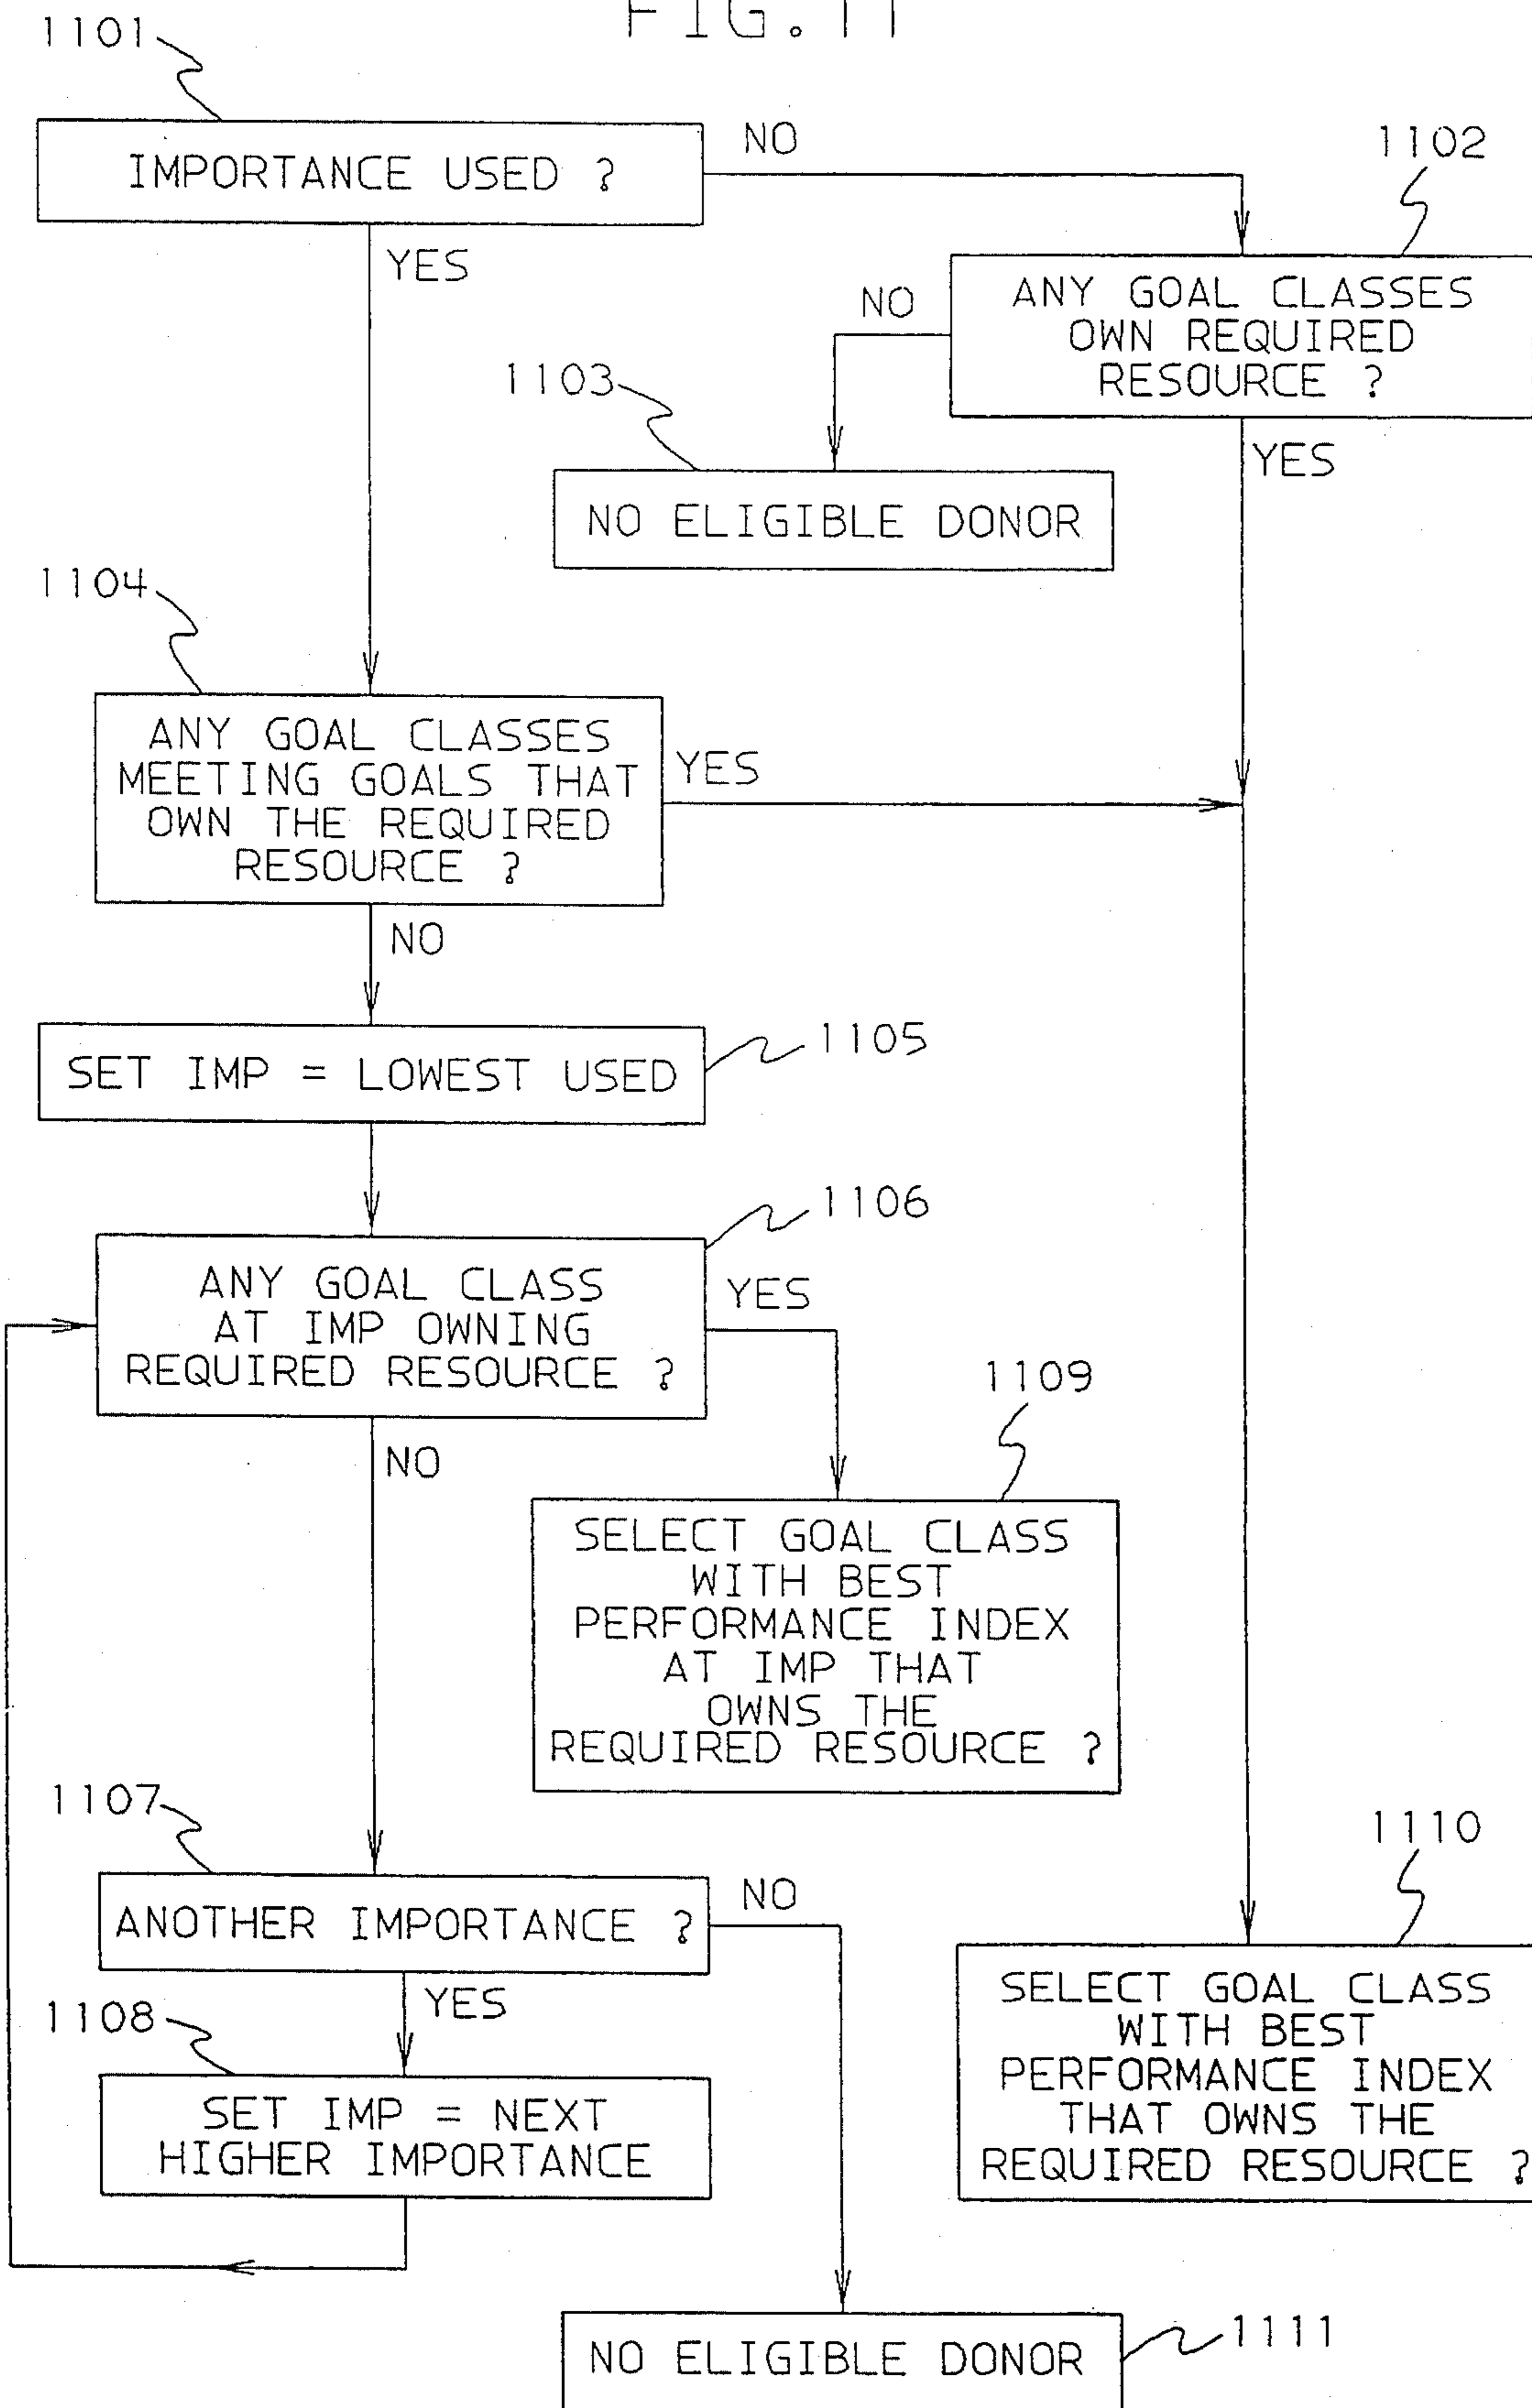 FIG. 11
1101
IMPORTANCE USED ?
NO
1102
YES
ANY GOAL CLASSES
OWN REQUIRED
RESOURCE ?
NO
1103
YES
NO ELIGIBLE DONOR
1104
ANY GOAL CLASSES
MEETING GOALS THAT
OWN THE REQUIRED
RESOURCE ?
YES
NO
SET IMP = LOWEST USED
1105
1106
ANY GOAL CLASS
AT IMP OWNING
REQUIRED RESOURCE ?
YES
1109
NO
SELECT GOAL CLASS
WITH BEST
PERFORMANCE INDEX
AT IMP THAT
OWNS THE
REQUIRED RESOURCE ?
1107
1110
ANOTHER IMPORTANCE ?
NO
YES
1108
SET IMP = NEXT
HIGHER IMPORTANCE
SELECT GOAL CLASS
WITH BEST
PERFORMANCE INDEX
THAT OWNS THE
REQUIRED RESOURCE ?
NO ELIGIBLE DONOR
1111